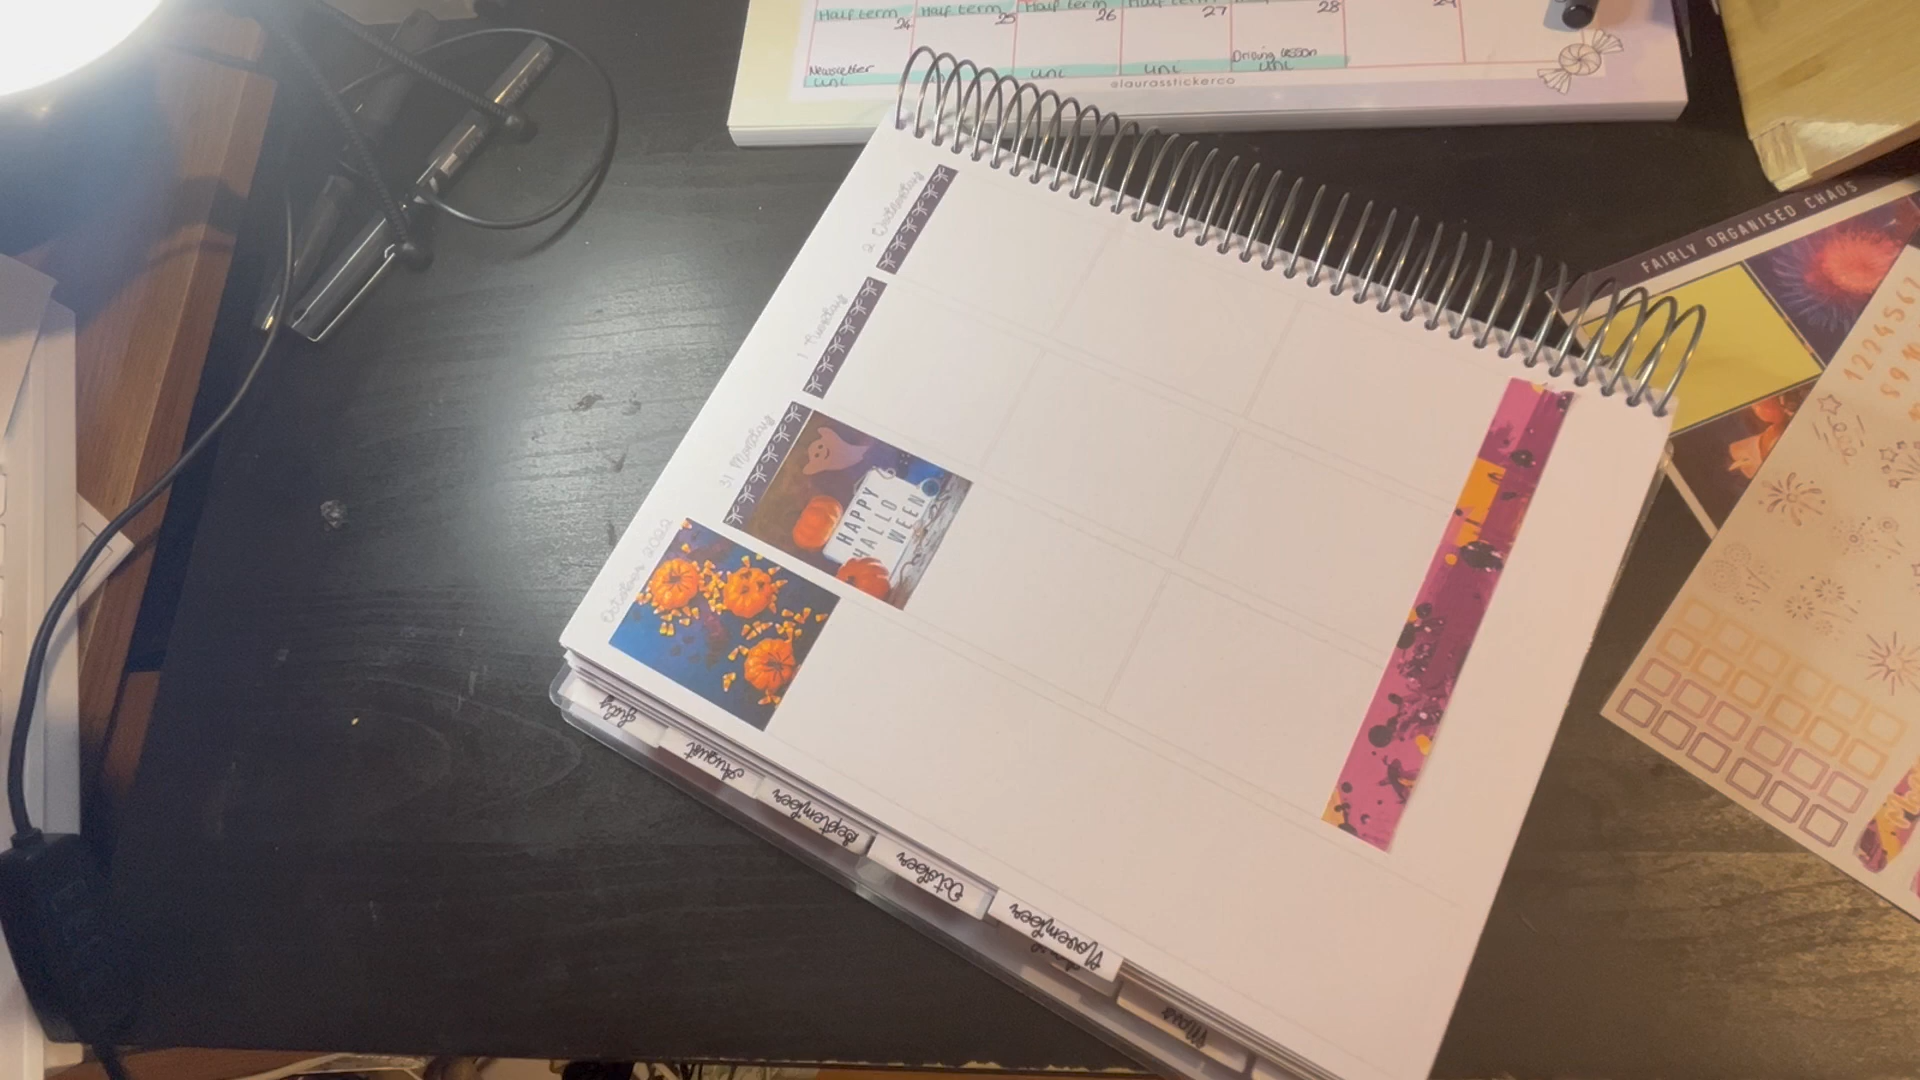 Half term
Half term
Half term
24
25
26
27
28
29
Newsletter
UNI
UNI
UNI
Driving lesson
UNI
@laurasstickerco
2 Wednesday
1 Tuesday
31 Monday
October 2022
HAPPY
HALLO
WEEN
July
August
September
October
November
FAIRLY ORGANISED CHAOS